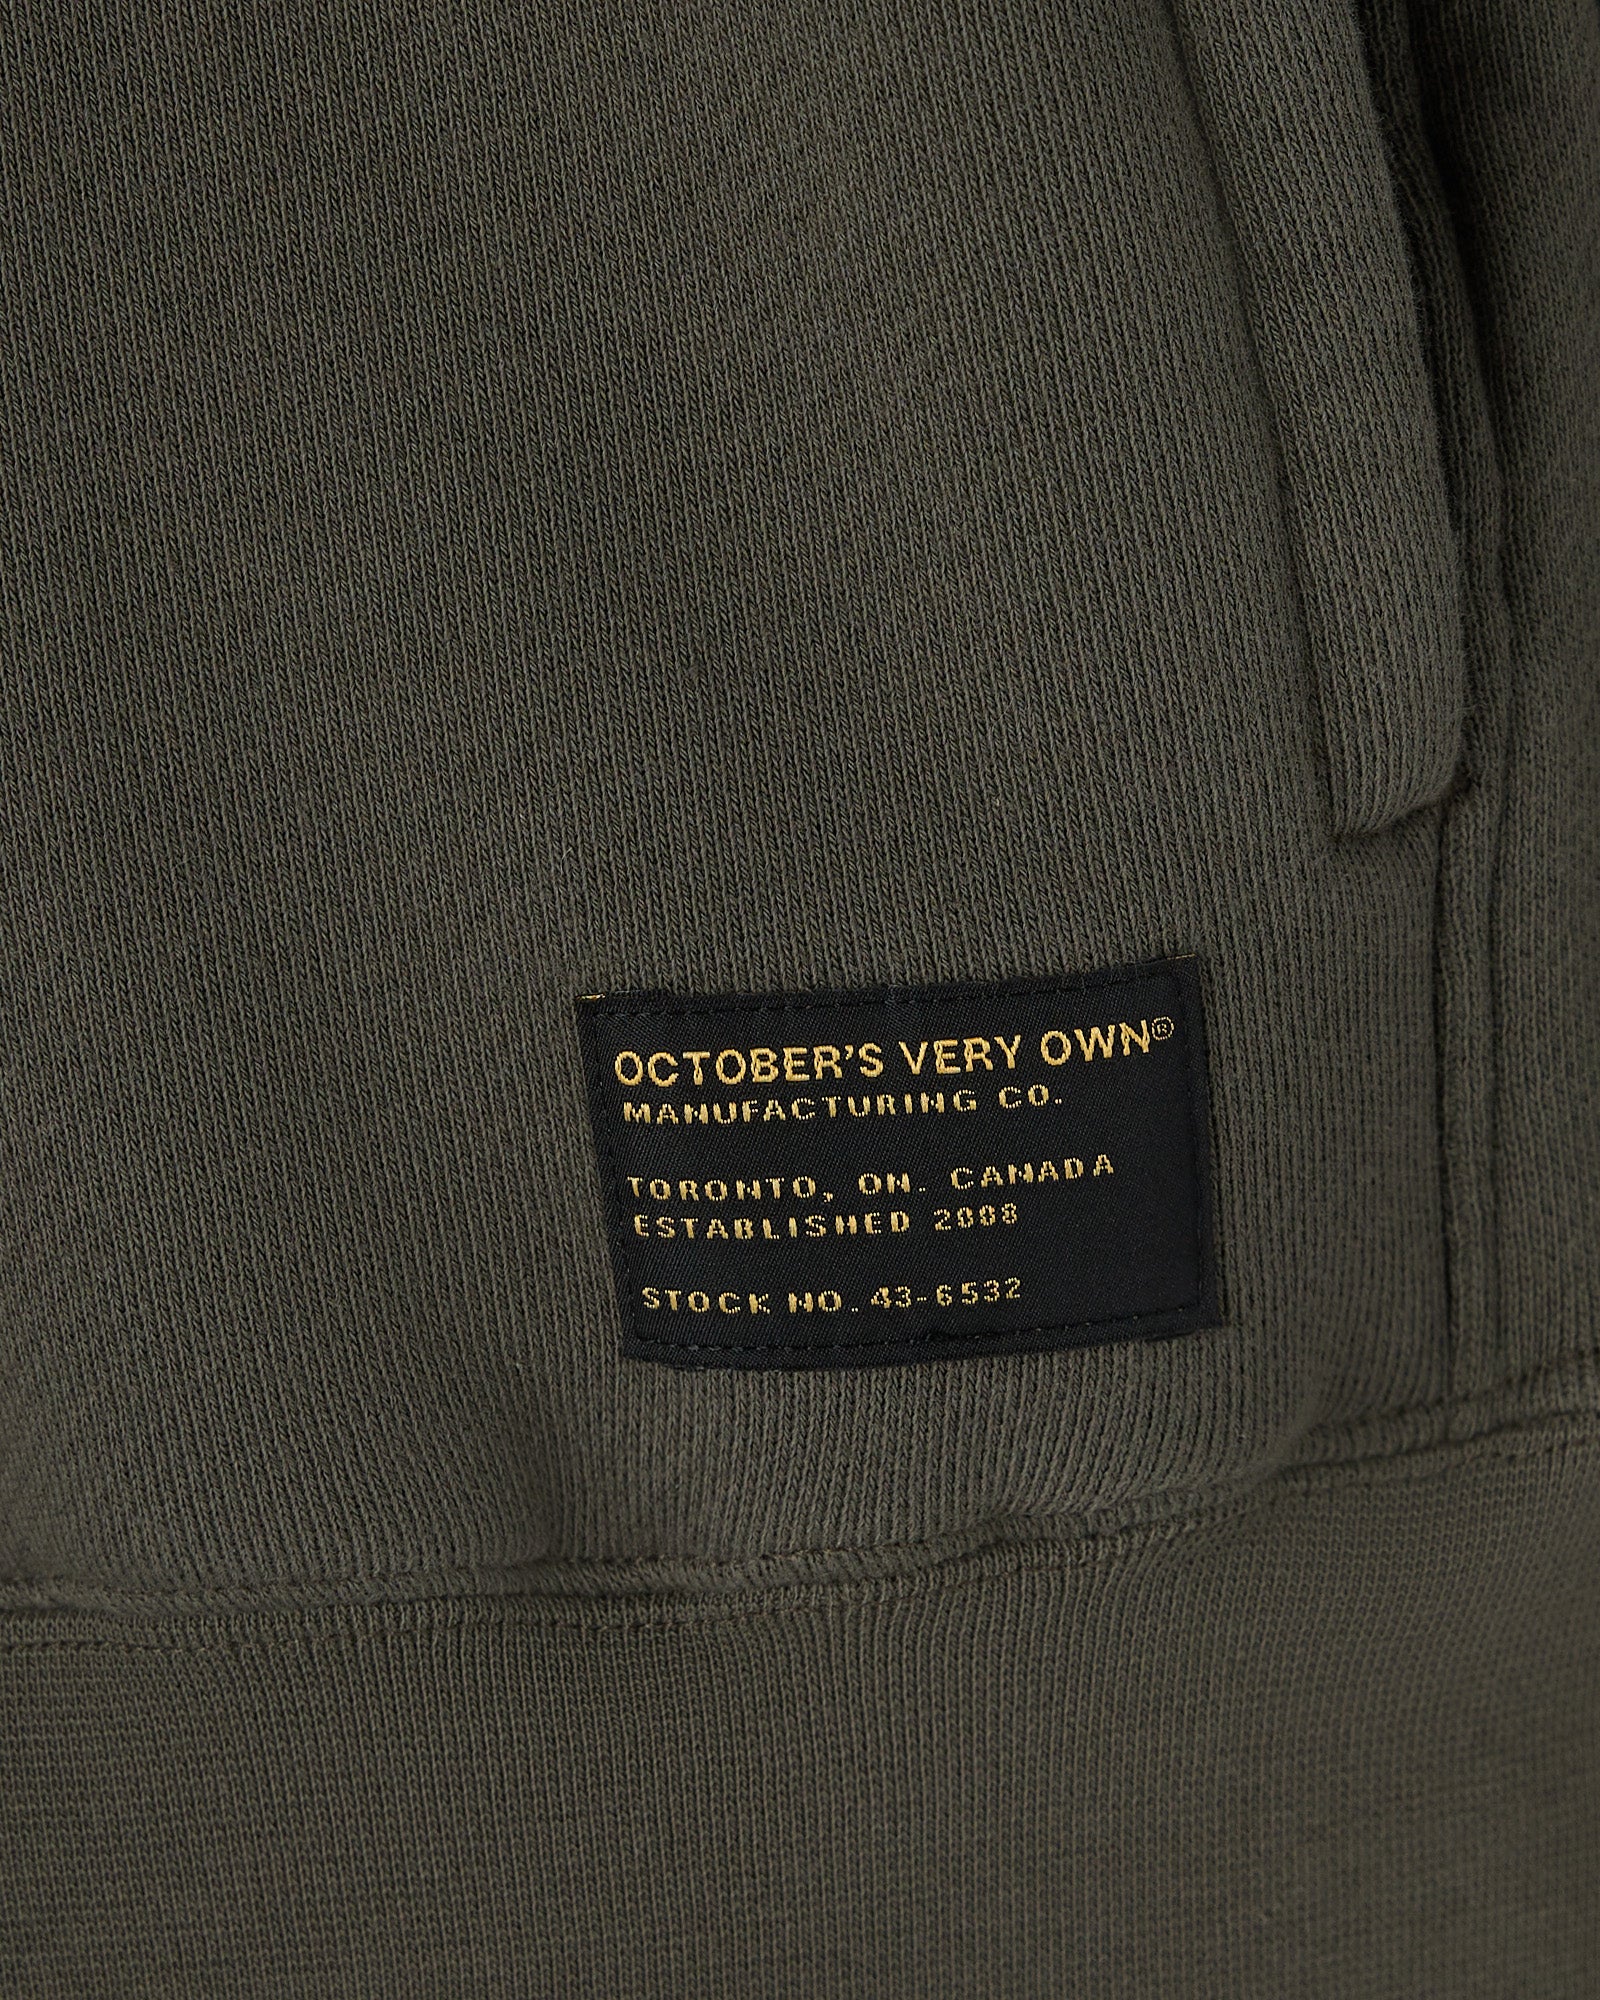 OCTOBER'S VERY OWN®
MANUFACTURING CO.
TORONTO, ON. CANADA
ESTABLISHED 2008
STOCK NO. 43-6532